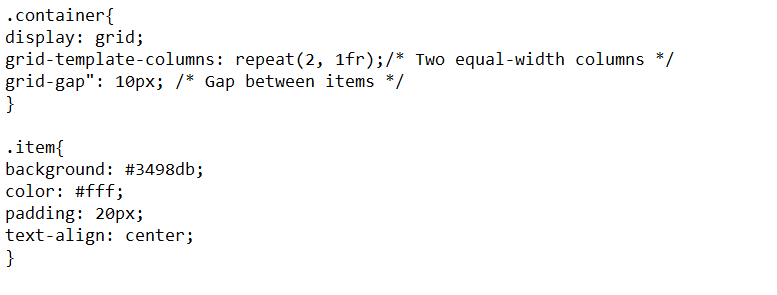 .container{
display: grid;
grid-template-columns: repeat(2, 1fr);/* Two equal-width columns */
grid-gap": 10px; /* Gap between items */
}
.item{
background: #3498db;
color: #fff;
padding: 20px;
text-align: center;
}